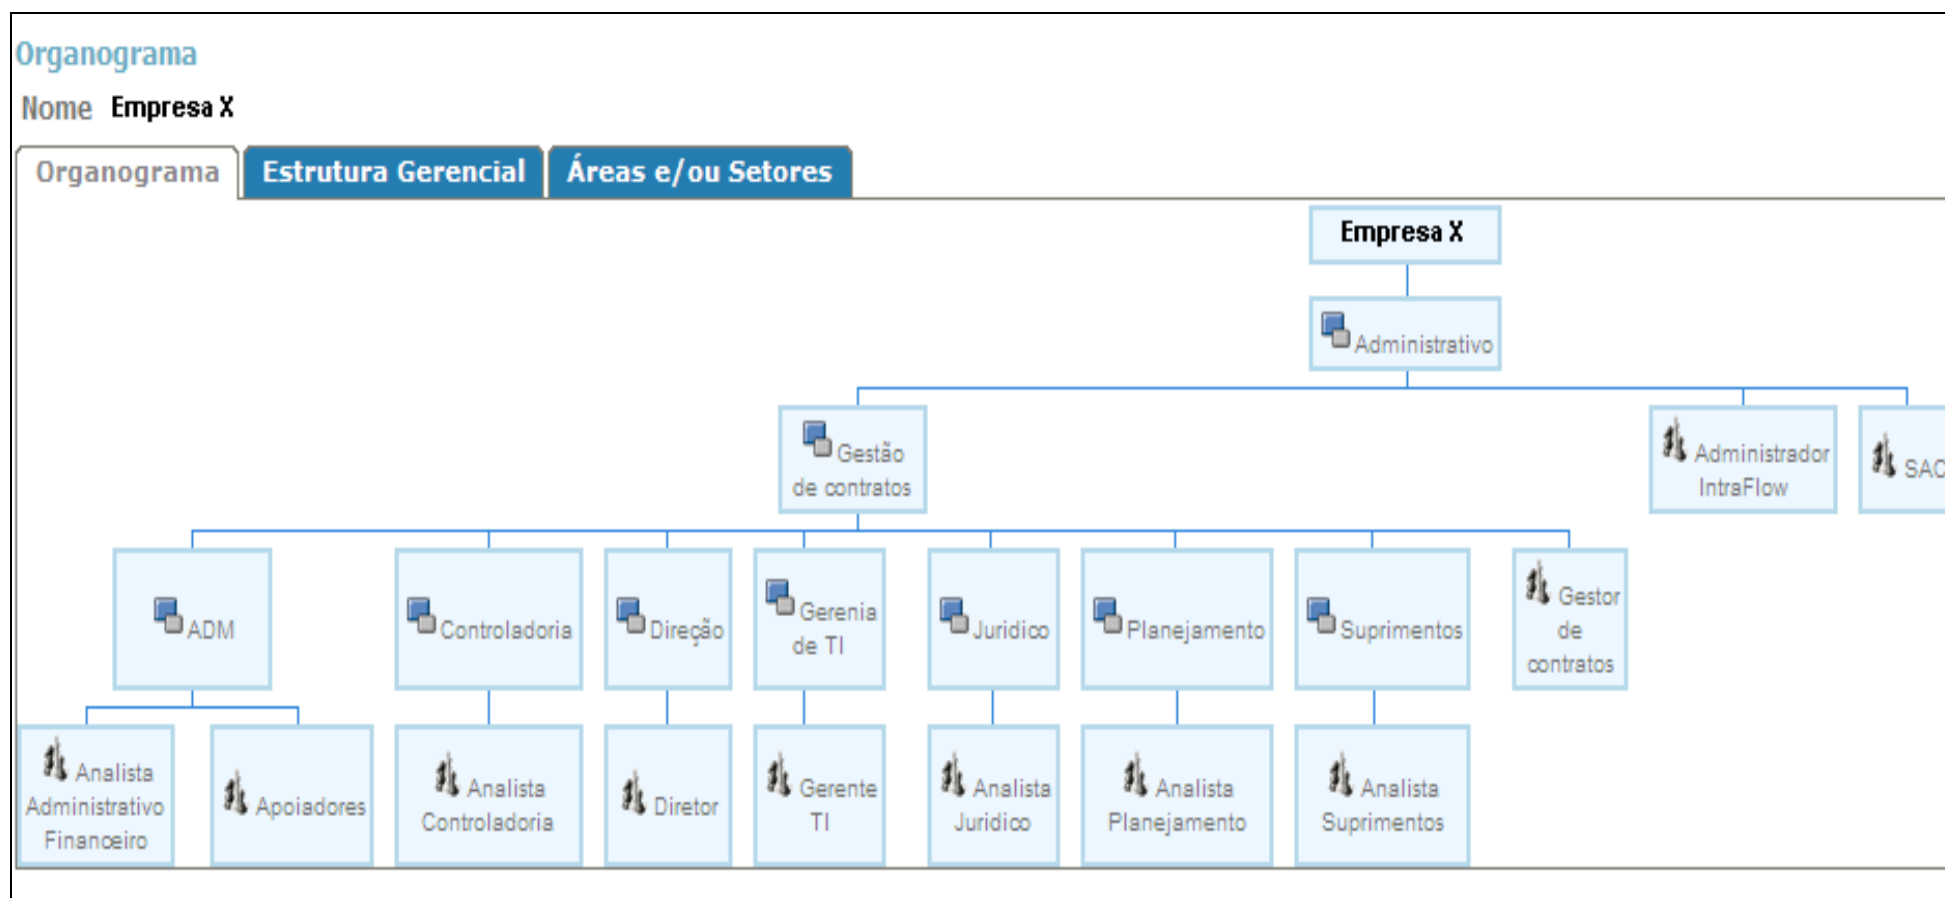 Organograma
Nome Empresa X
Organograma
Estrutura Gerencial
Áreas e/ou Setores
Empresa X
Administrativo
Gestão
de contratos
Administrador
IntraFlow
SAC
ADM
Controladoria
Direção
Gerenia
de TI
Juridico
Planejamento
Suprimentos
Gestor
de
contratos
Analista
Administrativo
Financeiro
Apoiadores
Analista
Controladoria
Diretor
Gerente
TI
Analista
Juridico
Analista
Planejamento
Analista
Suprimentos